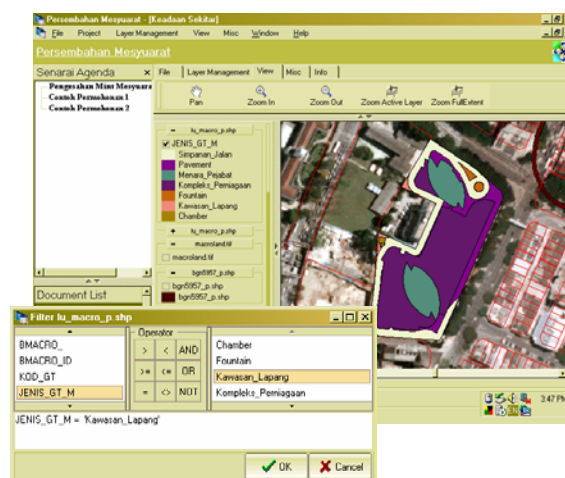 Persembahan Mesyuarat - [Keadaan Sekitar]
File Project Layer Management View Misc Window Help
Persembahan Mesyuarat
Senarai Agenda
Pengesahan Minit Mesyuara
Contoh Permohonan 1
Contoh Permohonan 2
File Layer Management View Misc Info
Pan Zoom In Zoom Out Zoom Active Layer Zoom FullExtent
lu_macro_p.shp
JENIS_GT_M
Simpanan_Jalan
Pavement
Menara_Pejabat
Kompleks_Perniagaan
Fountain
Kawasan_Lapang
Chamber
lu_macro_p.shp
macroland.tif
macroland.tif
bgn5957_p.shp
bgn5957_p.shp
bgn5957_p.shp
Document List
3:47 PM
Filter lu_macro_p.shp
BMACRO_
BMACRO_ID
KOD_GT
JENIS_GT_M
Operator
> < AND
>= <= OR
= <> NOT
Chamber
Fountain
Kawasan_Lapang
Kompleks_Perniagaan
JENIS_GT_M = 'Kawasan_Lapang'
OK Cancel